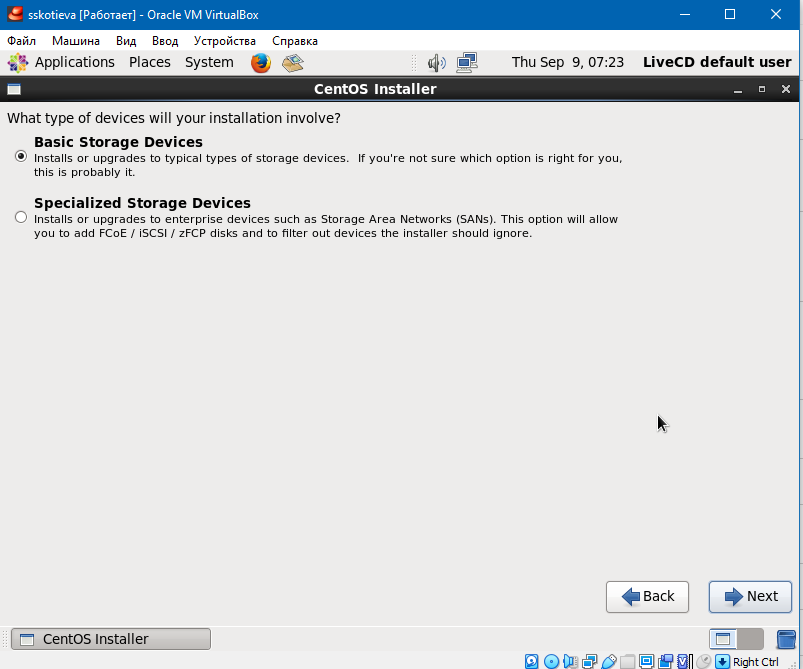 sskotieva [Работает] - Oracle VM VirtualBox
Файл Машина Вид Ввод Устройства Справка
Applications Places System Thu Sep 9, 07:23 LiveCD default user
CentOS Installer
What type of devices will your installation involve?
Basic Storage Devices
Installs or upgrades to typical types of storage devices. If you're not sure which option is right for you,
this is probably it.
Specialized Storage Devices
Installs or upgrades to enterprise devices such as Storage Area Networks (SANs). This option will allow
you to add FCoE / iSCSI / zFCP disks and to filter out devices the installer should ignore.
Back Next
CentOS Installer
Right Ctrl